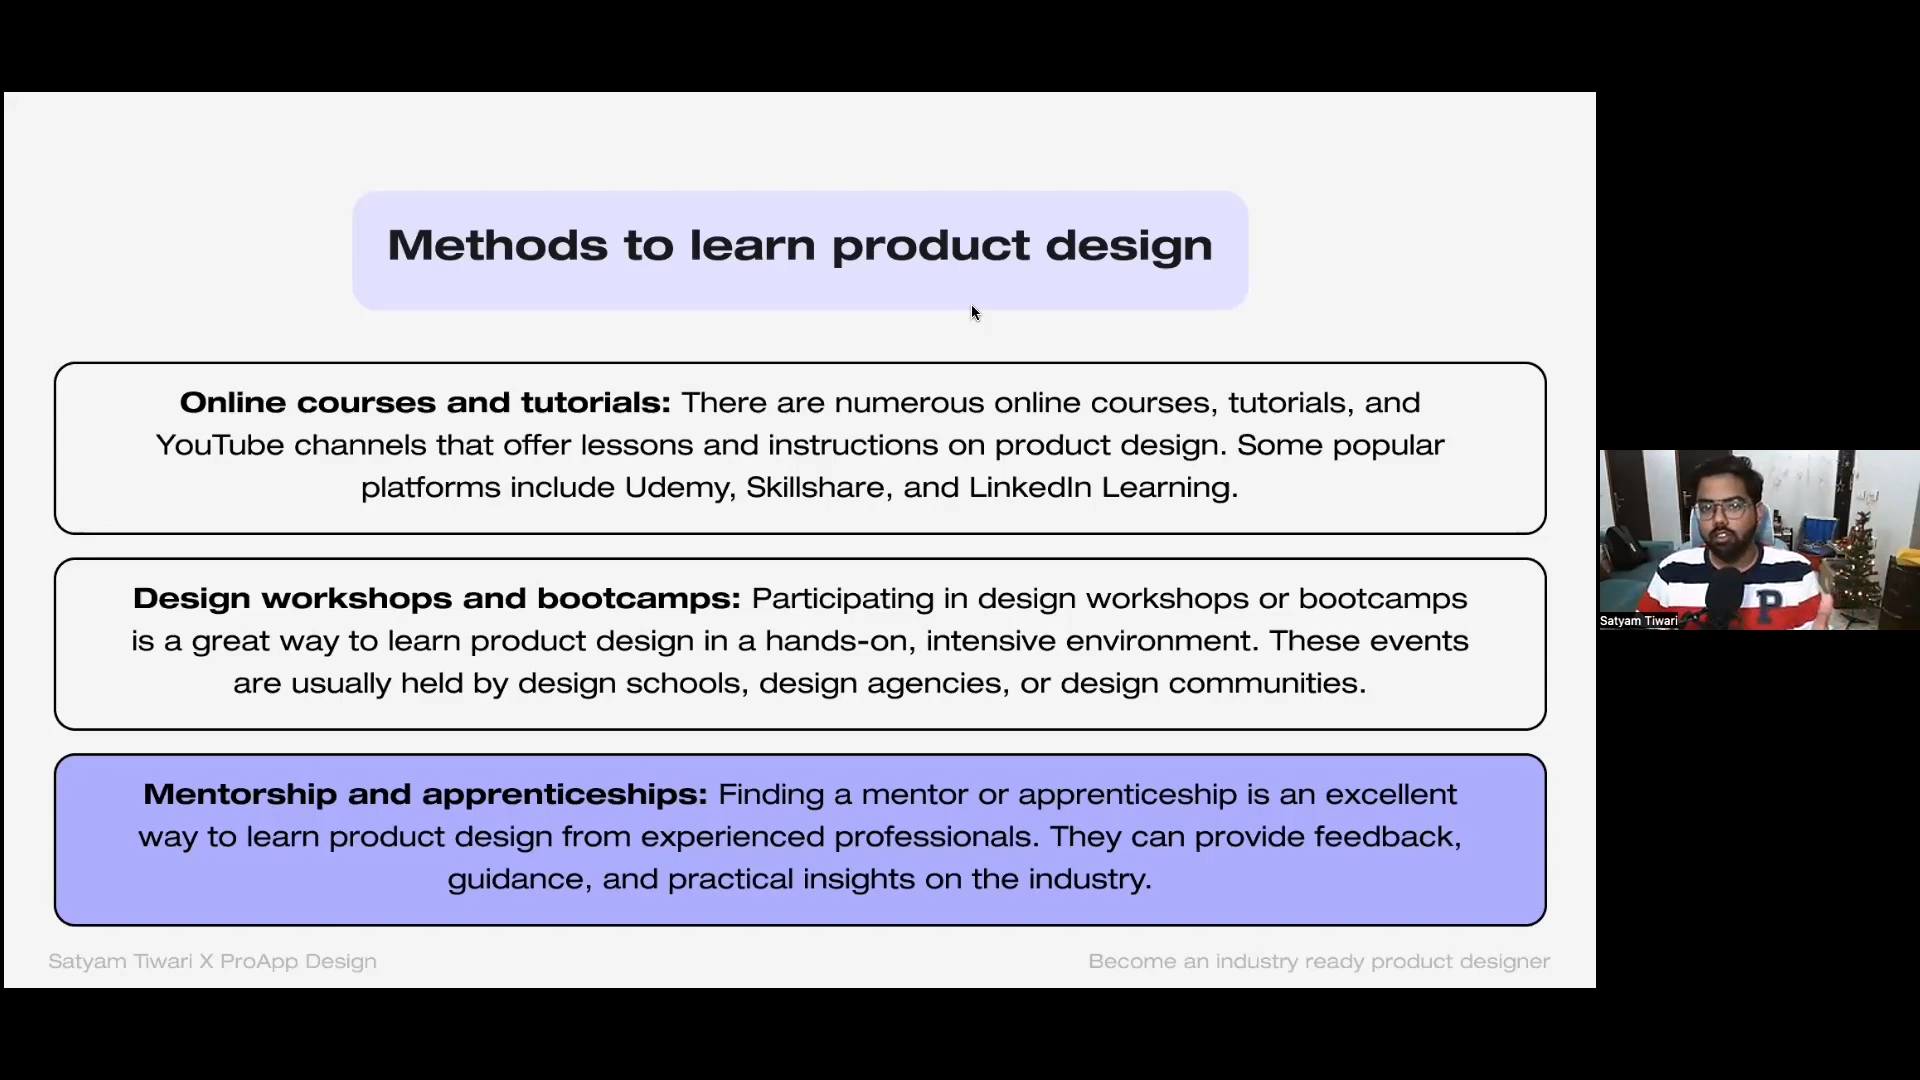 Methods to learn product design
Online courses and tutorials: There are numerous online courses, tutorials, and
YouTube channels that offer lessons and instructions on product design. Some popular
platforms include Udemy, Skillshare, and LinkedIn Learning.
Design workshops and bootcamps: Participating in design workshops or bootcamps
is a great way to learn product design in a hands-on, intensive environment. These events
are usually held by design schools, design agencies, or design communities.
Mentorship and apprenticeships: Finding a mentor or apprenticeship is an excellent
way to learn product design from experienced professionals. They can provide feedback,
guidance, and practical insights on the industry.
Satyam Tiwari X ProApp Design
Become an industry ready product designer
P
Satyam Tiwari